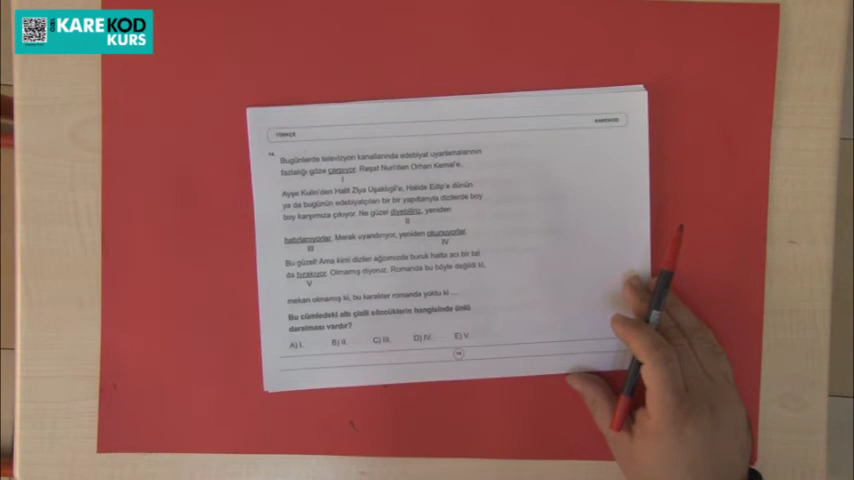 ÖZEL KAREKOD
KURS
TÜRKÇE
KAREKOD
14.
Bugünlerde televizyon kanallarında edebiyat uyarlamalarının
fazlalığı göze çarpıyor. Reşat Nuri'den Orhan Kemal'e,
I
Ayşe Kulin'den Halit Ziya Uşaklıgil'e, Halide Edip'e dünün
ya da bugünün edebiyatçıları bir bir yapıtlarıyla dizilerde boy
boy karşımıza çıkıyor. Ne güzel diyebiliriz, yeniden
II
hatırlanıyorlar. Merak uyandırıyor, yeniden okunuyorlar.
III IV
Bu güzel! Ama kimi diziler ağzımızda buruk hatta acı bir tat
da bırakıyor. Olmamış diyoruz. Romanda bu böyle değildi ki,
V
mekan olmamış ki, bu karakter romanda yoktu ki ....
Bu cümledeki altı çizili sözcüklerin hangisinde ünlü
daralması vardır?
A) I. B) II. C) III. D) IV. E) V.
14